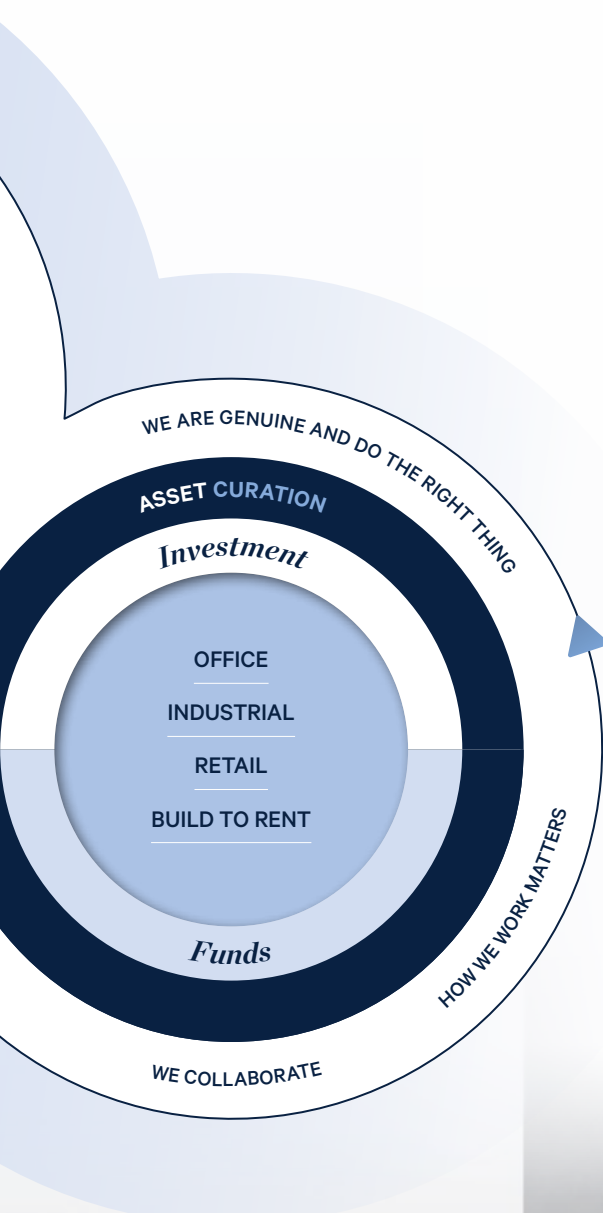 WE ARE GENUINE AND DO THE RIGHT THING
ASSET CURATION
Investment
OFFICE
INDUSTRIAL
RETAIL
BUILD TO RENT
HOW WE WORK MATTERS
Funds
WE COLLABORATE